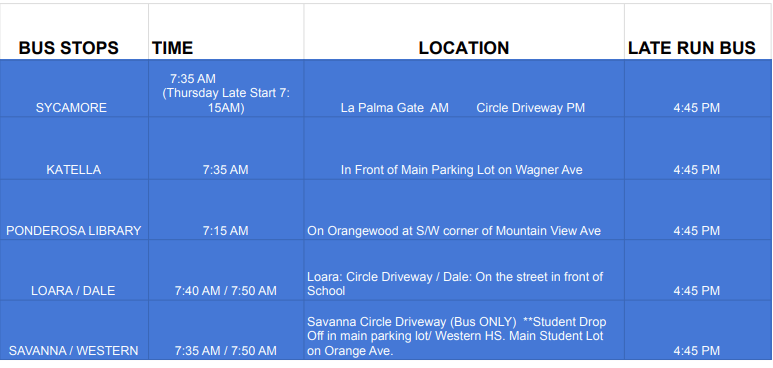 BUS STOPS TIME LOCATION LATE RUN BUS
7:35 AM
(Thursday Late Start 7:
15AM)
SYCAMORE La Palma Gate AM Circle Driveway PM 4:45 PM
KATELLA 7:35 AM In Front of Main Parking Lot on Wagner Ave 4:45 PM
PONDEROSA LIBRARY 7:15 AM On Orangewood at S/W corner of Mountain View Ave 4:45 PM
Loara: Circle Driveway / Dale: On the street in front of
LOARA / DALE 7:40 AM / 7:50 AM School 4:45 PM
Savanna Circle Driveway (Bus ONLY) **Student Drop
Off in main parking lot/ Western HS. Main Student Lot
SAVANNA / WESTERN 7:35 AM / 7:50 AM on Orange Ave. 4:45 PM